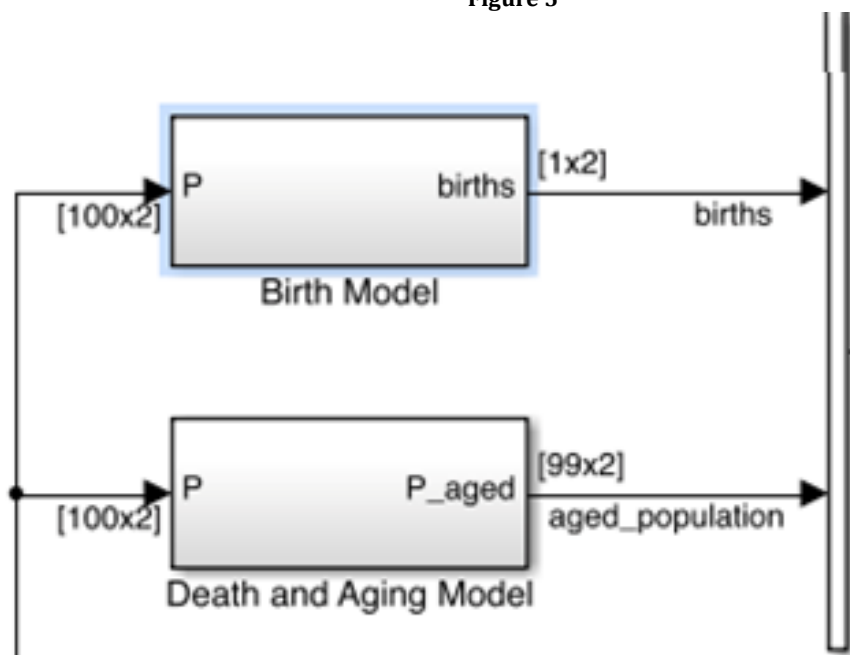 Figure 3
[1x2]
P births
[100x2] births
Birth Model
[99x2]
P P_aged
[100x2] aged_population
Death and Aging Model